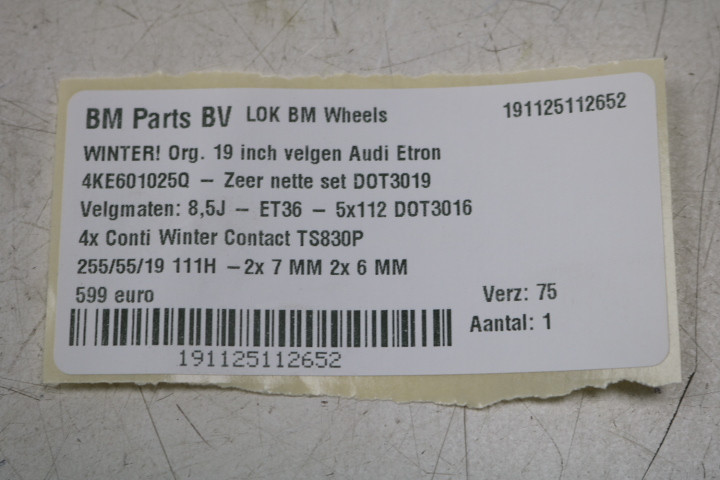 BM Parts BV LOK BM Wheels 191125112652
WINTER! Org. 19 inch velgen Audi Etron
4KE601025Q – Zeer nette set DOT3019
Velgmaten: 8,5J – ET36 – 5x112 DOT3016
4x Conti Winter Contact TS830P
255/55/19 111H – 2x 7 MM 2x 6 MM
599 euro Verz: 75
Aantal: 1
191125112652